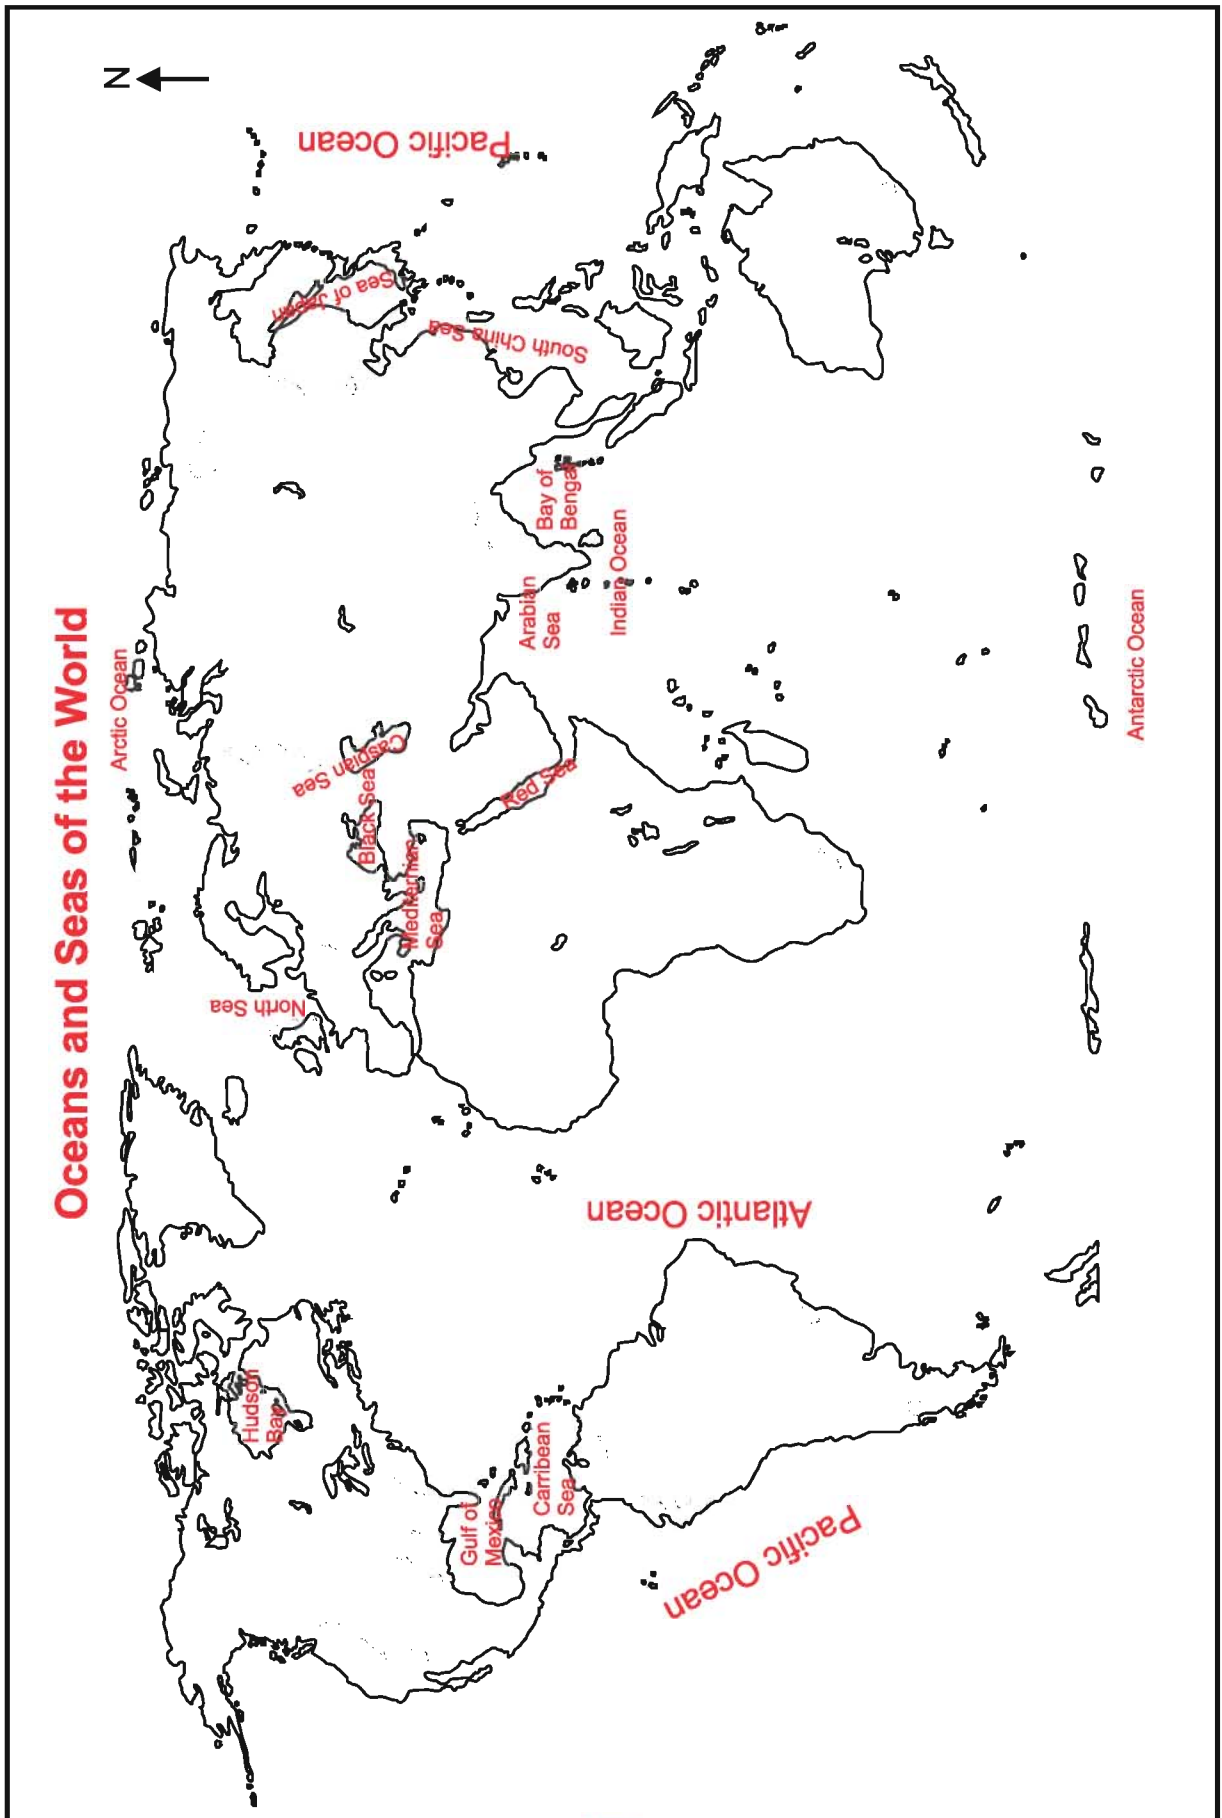 Oceans and Seas of the World
N
Arctic Ocean
Hudson
Bay
North Sea
Caspian Sea
Sea of Japan
Pacific Ocean
Black Sea
Mediternian
Sea
South China Sea
Gulf of
Mexico
Red Sea
Carribean
Sea
Arabian
Sea
Bay of
Bengal
Atlantic Ocean
Indian Ocean
Pacific Ocean
Antarctic Ocean